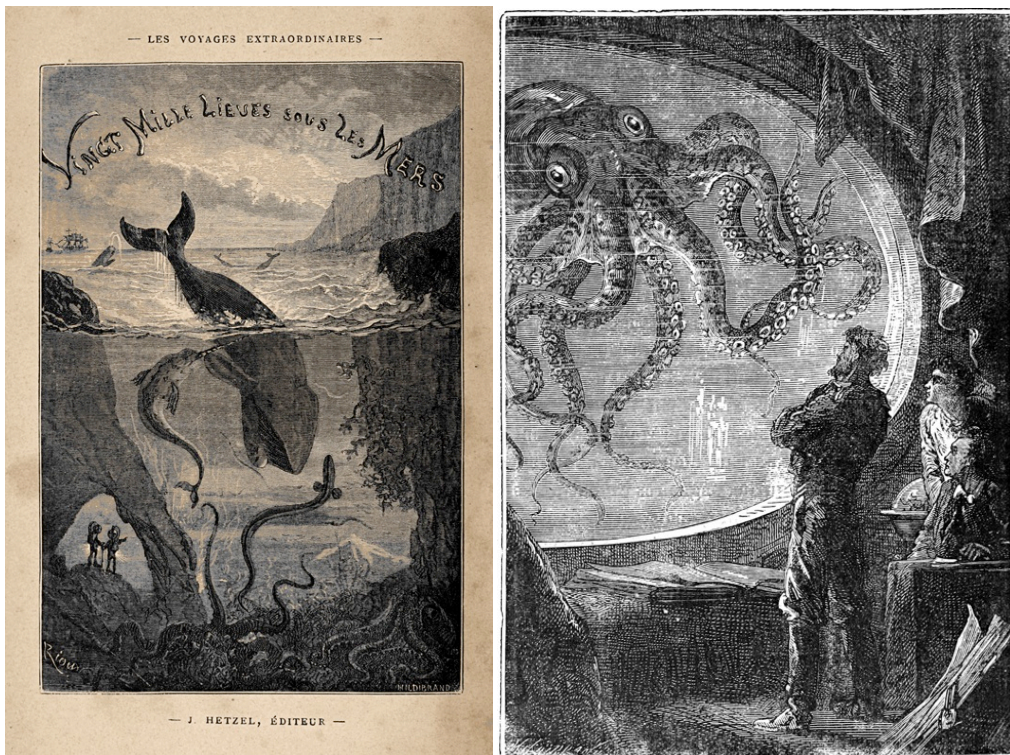 — LES VOYAGES EXTRAORDINAIRES —
VINGT MILLE LIEUES SOUS LES MERS
Riou
HILDIBRAND
— J. HETZEL, ÉDITEUR —